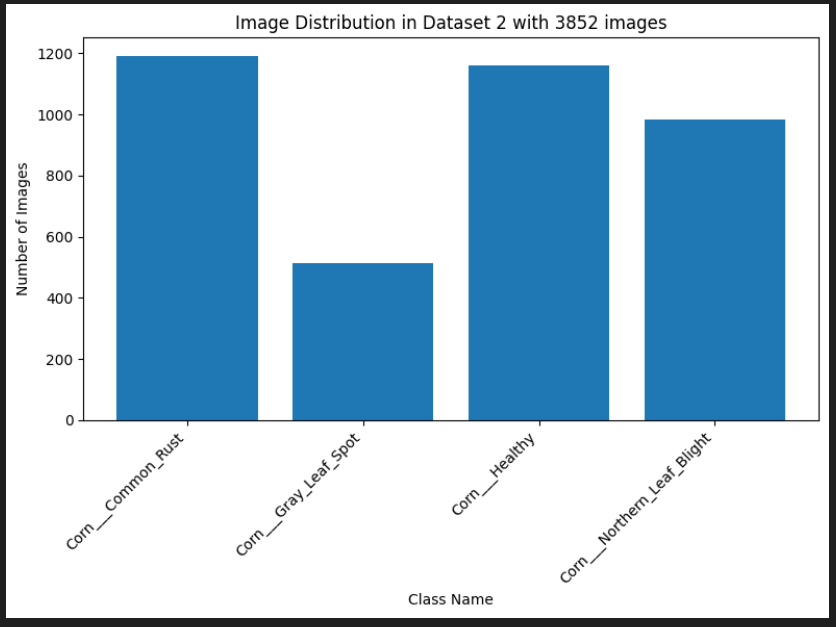 Image Distribution in Dataset 2 with 3852 images
1200
1000
800
600
400
200
0
Number of Images
Corn___Common_Rust
Corn___Gray_Leaf_Spot
Corn___Healthy
Corn___Northern_Leaf_Blight
Class Name